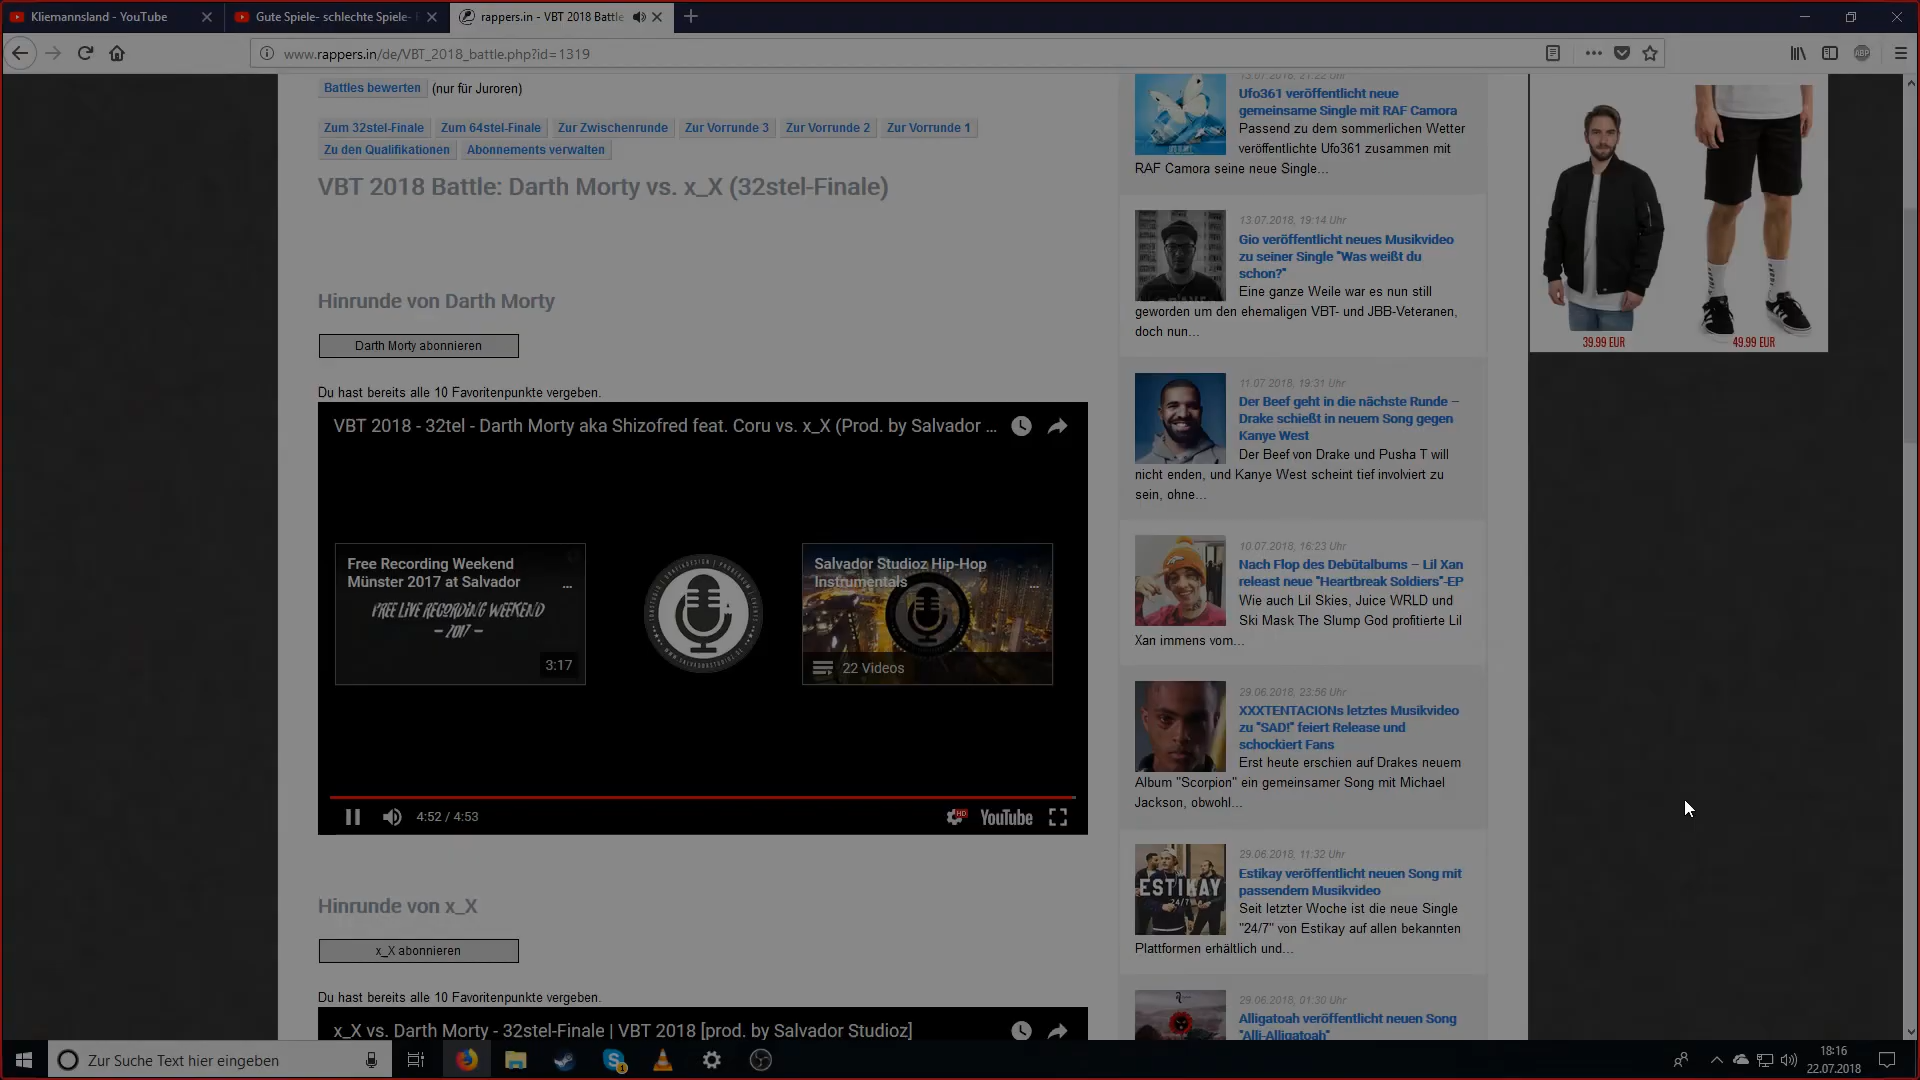 Kliemannsland - YouTube
Gute Spiele- schlechte Spiele-
rappers.in - VBT 2018 Battle
www.rappers.in/de/VBT_2018_battle.php?id=1319
ABP
Battles bewerten (nur für Juroren)
Zum 32stel-Finale Zum 64stel-Finale Zur Zwischenrunde Zur Vorrunde 3 Zur Vorrunde 2 Zur Vorrunde 1
Zu den Qualifikationen Abonnements verwalten
VBT 2018 Battle: Darth Morty vs. x_X (32stel-Finale)
Hinrunde von Darth Morty
Darth Morty abonnieren
Du hast bereits alle 10 Favoritenpunkte vergeben.
VBT 2018 - 32tel - Darth Morty aka Shizofred feat. Coru vs. x_X (Prod. by Salvador ...
Free Recording Weekend
Münster 2017 at Salvador
...
FREE LIVE RECORDING WEEKEND
– 2017 –
3:17
Salvador Studioz Hip-Hop
Instrumentals
...
22 Videos
4:52 / 4:53
HD
YouTube
Hinrunde von x_X
x_X abonnieren
Du hast bereits alle 10 Favoritenpunkte vergeben.
x_X vs. Darth Morty - 32stel-Finale | VBT 2018 [prod. by Salvador Studioz]
13.07.2018, 21:22 Uhr
Ufo361 veröffentlicht neue
gemeinsame Single mit RAF Camora
Passend zu dem sommerlichen Wetter
veröffentlichte Ufo361 zusammen mit
RAF Camora seine neue Single...
13.07.2018, 19:14 Uhr
Gio veröffentlicht neues Musikvideo
zu seiner Single "Was weißt du
schon?"
Eine ganze Weile war es nun still
geworden um den ehemaligen VBT- und JBB-Veteranen,
doch nun...
11.07.2018, 19:31 Uhr
Der Beef geht in die nächste Runde –
Drake schießt in neuem Song gegen
Kanye West
Der Beef von Drake und Pusha T will
nicht enden, und Kanye West scheint tief involviert zu
sein, ohne...
10.07.2018, 16:23 Uhr
Nach Flop des Debütalbums – Lil Xan
releast neue "Heartbreak Soldiers"-EP
Wie auch Lil Skies, Juice WRLD und
Ski Mask The Slump God profitierte Lil
Xan immens vom...
29.06.2018, 23:56 Uhr
XXXTENTACIONs letztes Musikvideo
zu "SAD!" feiert Release und
schockiert Fans
Erst heute erschien auf Drakes neuem
Album "Scorpion" ein gemeinsamer Song mit Michael
Jackson, obwohl...
29.06.2018, 11:32 Uhr
Estikay veröffentlicht neuen Song mit
passendem Musikvideo
Seit letzter Woche ist die neue Single
"24/7" von Estikay auf allen bekannten
Plattformen erhältlich und...
ESTIKAY
24/7
29.06.2018, 01:30 Uhr
Alligatoah veröffentlicht neuen Song
"Alli-Alligatoah"
39.99 EUR
49.99 EUR
Zur Suche Text hier eingeben
1
18:16
22.07.2018